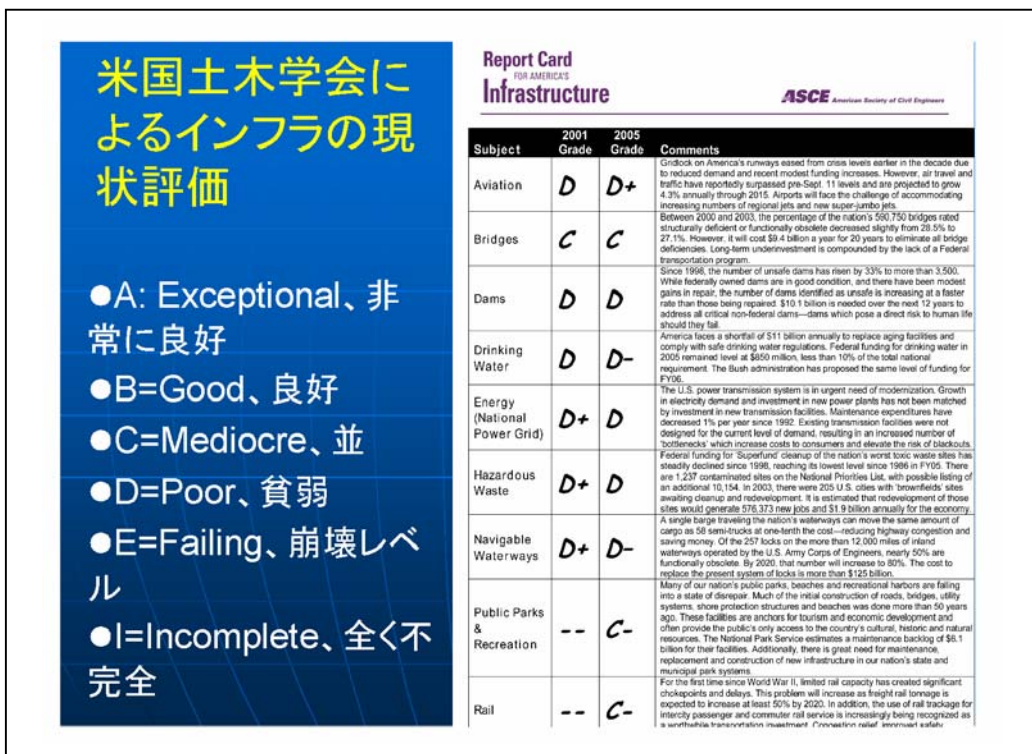 米国土木学会に
よるインフラの現
状評価
●A: Exceptional、非
常に良好
●B=Good、良好
●C=Mediocre、並
●D=Poor、貧弱
●E=Failing、崩壊レベ
ル
●I=Incomplete、全く不
完全
Report Card
FOR AMERICA'S
Infrastructure
ASCE American Society of Civil Engineers
Subject 2001 Grade 2005 Grade Comments
Aviation D D+
Gridlock on America's runways eased from crisis levels earlier in the decade due
to reduced demand and recent modest funding increases. However, air travel and
traffic have reportedly surpassed pre-Sept. 11 levels and are projected to grow
4.3% annually through 2015. Airports will face the challenge of accommodating
increasing numbers of regional jets and new super-jumbo jets.
Bridges C C
Between 2000 and 2003, the percentage of the nation's 590,750 bridges rated
structurally deficient or functionally obsolete decreased slightly from 28.5% to
27.1%. However, it will cost $9.4 billion a year for 20 years to eliminate all bridge
deficiencies. Long-term underinvestment is compounded by the lack of a Federal
transportation program.
Dams D D
Since 1998, the number of unsafe dams has risen by 33% to more than 3,500.
While federally owned dams are in good condition, and there have been modest
gains in repair, the number of dams identified as unsafe is increasing at a faster
rate than those being repaired. $10.1 billion is needed over the next 12 years to
address all critical non-federal dams—dams which pose a direct risk to human life
should they fail.
Drinking
Water D D-
America faces a shortfall of $11 billion annually to replace aging facilities and
comply with safe drinking water regulations. Federal funding for drinking water in
2005 remained level at $850 million, less than 10% of the total national
requirement. The Bush administration has proposed the same level of funding for
FY06.
Energy
(National
Power Grid) D+ D
The U.S. power transmission system is in urgent need of modernization. Growth
in electricity demand and investment in new power plants has not been matched
by investment in new transmission facilities. Maintenance expenditures have
decreased 1% per year since 1992. Existing transmission facilities were not
designed for the current level of demand, resulting in an increased number of
'bottlenecks' which increase costs to consumers and elevate the risk of blackouts.
Hazardous
Waste D+ D
Federal funding for 'Superfund' cleanup of the nation's worst toxic waste sites has
steadily declined since 1998, reaching its lowest level since 1986 in FY05. There
are 1,237 contaminated sites on the National Priorities List, with possible listing of
an additional 10,154. In 2003, there were 205 U.S. cities with 'brownfields' sites
awaiting cleanup and redevelopment. It is estimated that redevelopment of those
sites would generate 576,373 new jobs and $1.9 billion annually for the economy.
Navigable
Waterways D+ D-
A single barge traveling the nation's waterways can move the same amount of
cargo as 58 semi-trucks at one-tenth the cost—reducing highway congestion and
saving money. Of the 257 locks on the more than 12,000 miles of inland
waterways operated by the U.S. Army Corps of Engineers, nearly 50% are
functionally obsolete. By 2020, that number will increase to 80%. The cost to
replace the present system of locks is more than $125 billion.
Public Parks
&
Recreation -- C-
Many of our nation's public parks, beaches and recreational harbors are falling
into a state of disrepair. Much of the initial construction of roads, bridges, utility
systems, shore protection structures and beaches was done more than 50 years
ago. These facilities are anchors for tourism and economic development and
often provide the public's only access to the country's cultural, historic and natural
resources. The National Park Service estimates a maintenance backlog of $6.1
billion for their facilities. Additionally, there is great need for maintenance,
replacement and construction of new infrastructure in our nation's state and
municipal park systems.
Rail -- C-
For the first time since World War II, limited rail capacity has created significant
chokepoints and delays. This problem will increase as freight rail tonnage is
expected to increase at least 50% by 2020. In addition, the use of rail trackage for
intercity passenger and commuter rail service is increasingly being recognized as
a worthwhile transportation investment. Congestion relief, improved safety